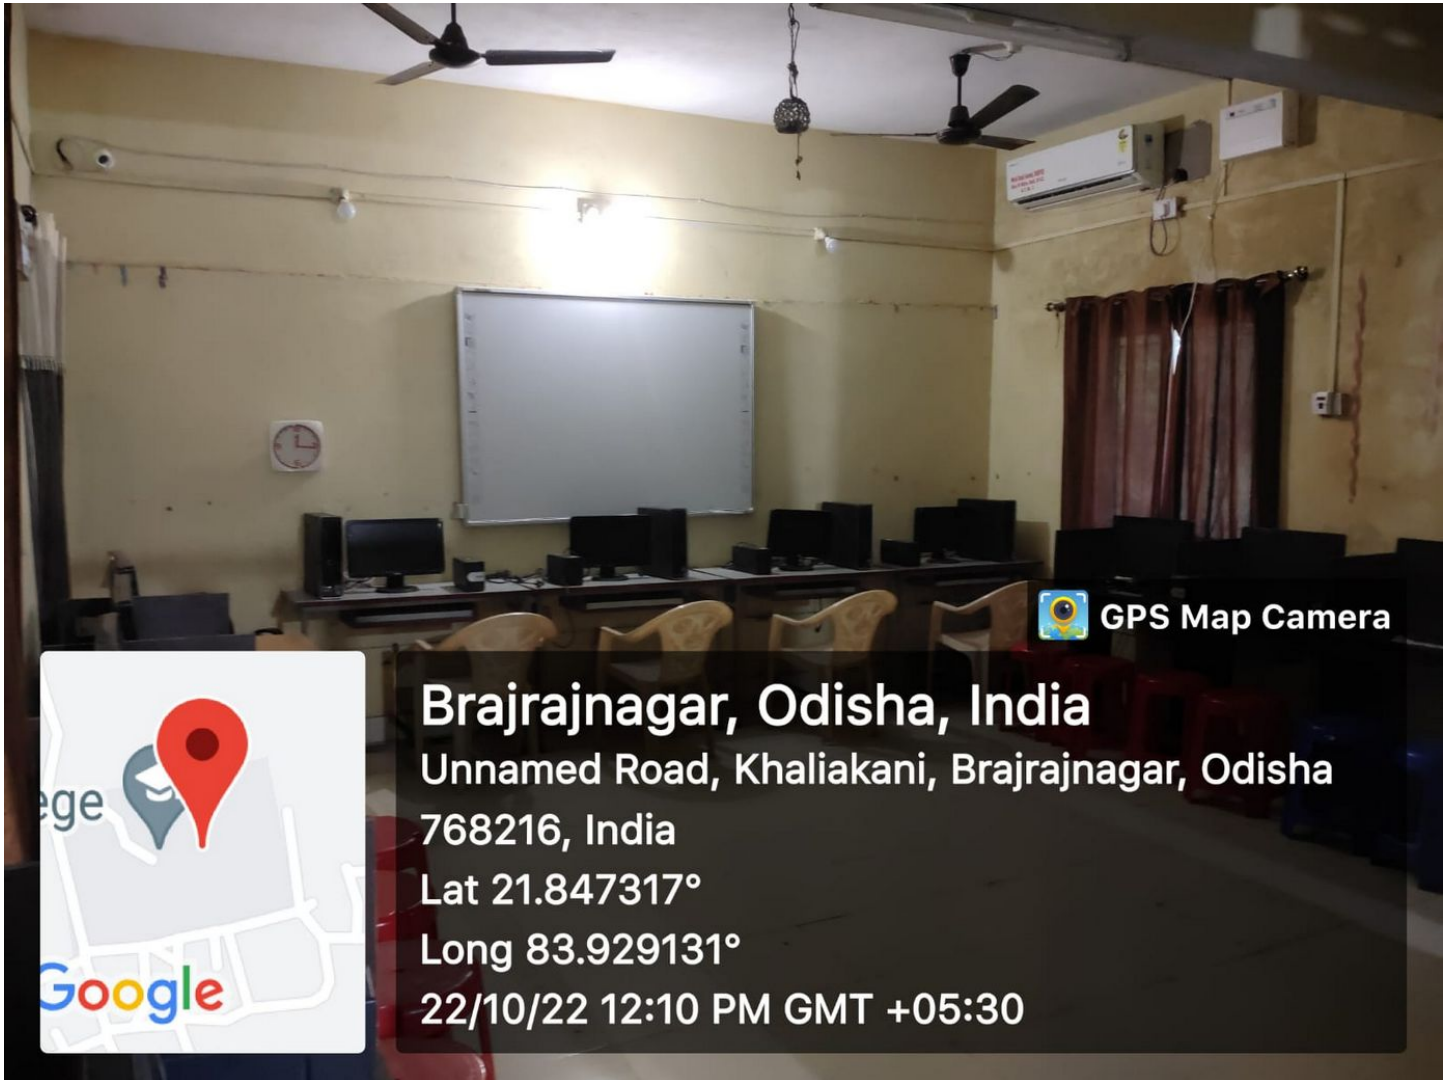 GPS Map Camera
Brajrajnagar, Odisha, India
Unnamed Road, Khaliakani, Brajrajnagar, Odisha
768216, India
Lat 21.847317°
Long 83.929131°
22/10/22 12:10 PM GMT +05:30
ege
Google